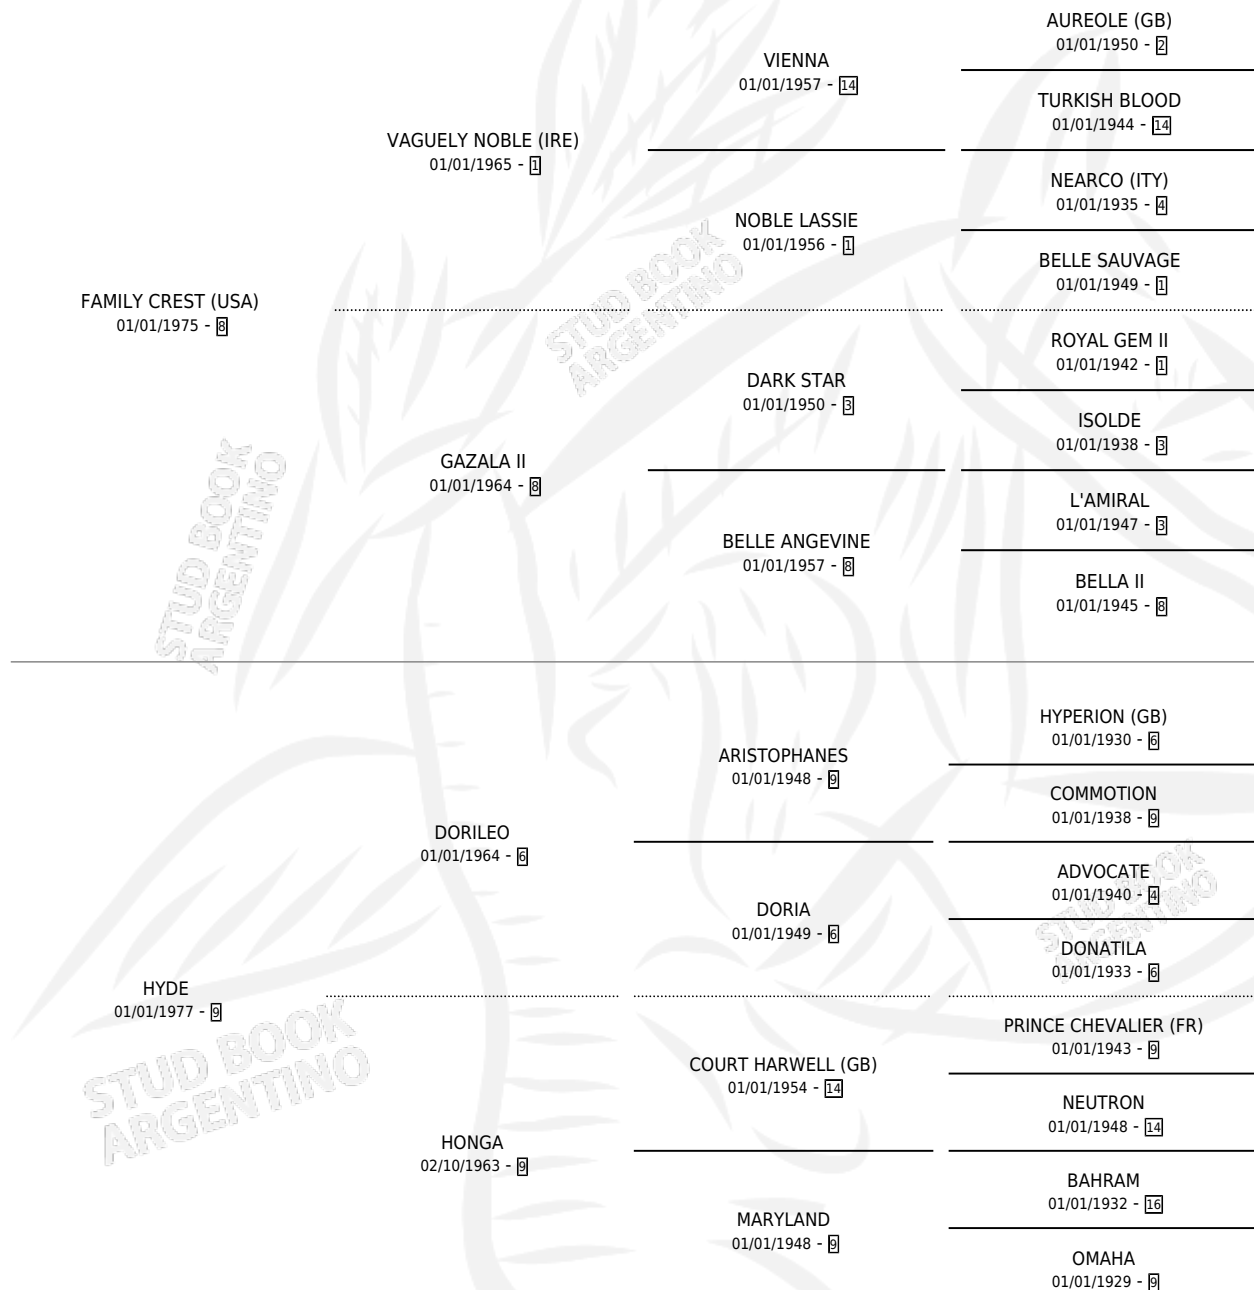 AUREOLE (GB)
01/01/1950 - 2
VIENNA
01/01/1957 - 14
TURKISH BLOOD
01/01/1944 - 14
VAGUELY NOBLE (IRE)
01/01/1965 - 1
NEARCO (ITY)
01/01/1935 - 4
NOBLE LASSIE
01/01/1956 - 1
BELLE SAUVAGE
01/01/1949 - 1
FAMILY CREST (USA)
01/01/1975 - 8
STUD BOOK
ARGENTINO
ROYAL GEM II
01/01/1942 - 1
DARK STAR
01/01/1950 - 3
ISOLDE
01/01/1938 - 3
GAZALA II
01/01/1964 - 8
L'AMIRAL
01/01/1947 - 3
BELLE ANGEVINE
01/01/1957 - 8
BELLA II
01/01/1945 - 8
STUD BOOK
ARGENTINO
HYPERION (GB)
01/01/1930 - 6
ARISTOPHANES
01/01/1948 - 9
COMMOTION
01/01/1938 - 9
DORILEO
01/01/1964 - 6
ADVOCATE
01/01/1940 - 4
DORIA
01/01/1949 - 6
DONATILA
01/01/1933 - 6
STUD BOOK
ARGENTINO
HYDE
01/01/1977 - 9
PRINCE CHEVALIER (FR)
01/01/1943 - 9
COURT HARWELL (GB)
01/01/1954 - 14
NEUTRON
01/01/1948 - 14
STUD BOOK
ARGENTINO
HONGA
02/10/1963 - 9
BAHRAM
01/01/1932 - 16
MARYLAND
01/01/1948 - 9
OMAHA
01/01/1929 - 9